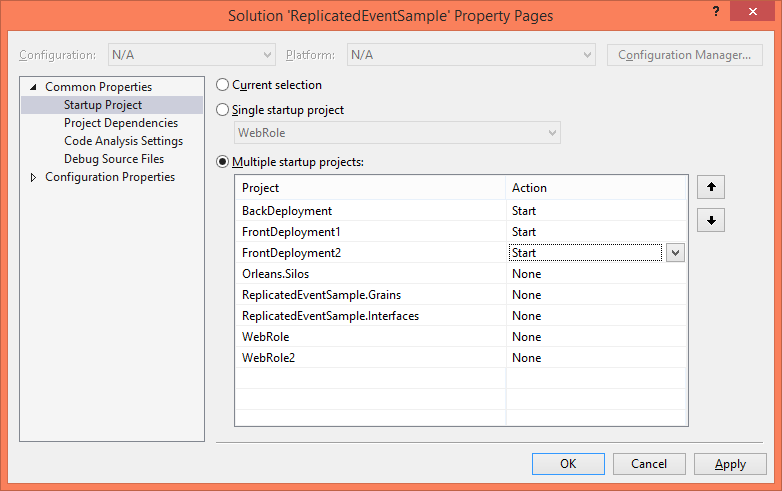 Solution 'ReplicatedEventSample' Property Pages
? ×
Configuration: N/A Platform: N/A Configuration Manager...
Common Properties
Startup Project
Project Dependencies
Code Analysis Settings
Debug Source Files
Configuration Properties
Current selection
Single startup project
WebRole
Multiple startup projects:
Project Action
BackDeployment Start
FrontDeployment1 Start
FrontDeployment2 Start
Orleans.Silos None
ReplicatedEventSample.Grains None
ReplicatedEventSample.Interfaces None
WebRole None
WebRole2 None
OK Cancel Apply